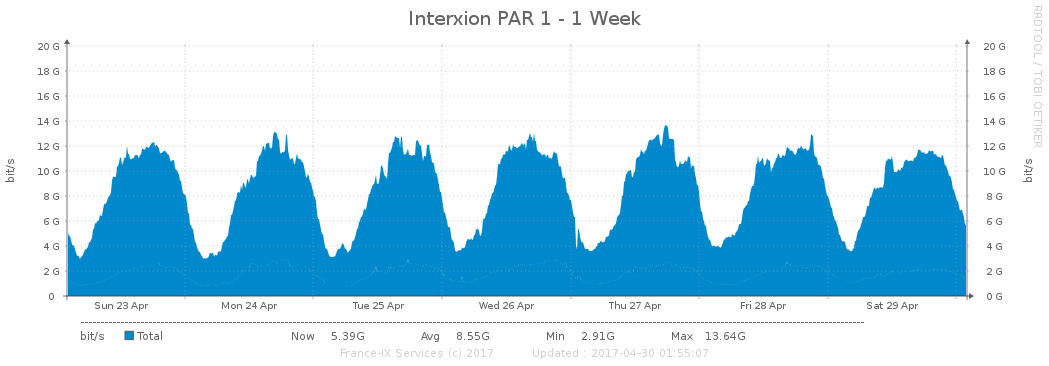 Interxion PAR 1 - 1 Week
RRDTOOL / TOBI OETIKER
20 G 20 G
18 G 18 G
16 G 16 G
14 G 14 G
12 G 12 G
10 G 10 G
8 G 8 G
6 G 6 G
4 G 4 G
2 G 2 G
0 0 G
bit/s
bit/s
Sun 23 Apr Mon 24 Apr Tue 25 Apr Wed 26 Apr Thu 27 Apr Fri 28 Apr Sat 29 Apr
bit/s Total Now 5.39G Avg 8.55G Min 2.91G Max 13.64G
France-IX Services (c) 2017 Updated : 2017-04-30 01:55:07